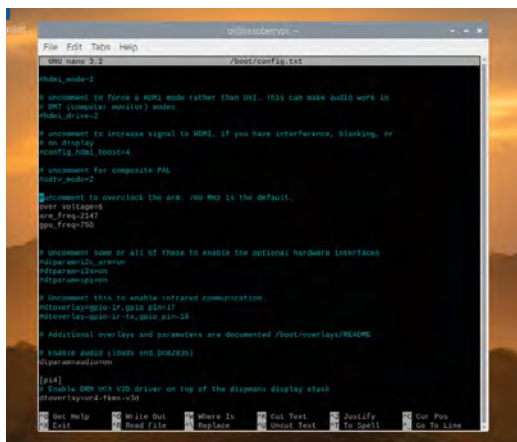 pi@raspberrypi: ~
File Edit Tabs Help
GNU nano 3.2 /boot/config.txt
#hdmi_mode=1
# uncomment to force a HDMI mode rather than DVI. This can make audio work in
# DMT (computer monitor) modes
#hdmi_drive=2
# uncomment to increase signal to HDMI, if you have interference, blanking, or
# no display
#config_hdmi_boost=4
# uncomment for composite PAL
#sdtv_mode=2
#uncomment to overclock the arm. 700 MHz is the default.
over_voltage=6
arm_freq=2147
gpu_freq=750
# Uncomment some or all of these to enable the optional hardware interfaces
#dtparam=i2c_arm=on
#dtparam=i2s=on
#dtparam=spi=on
# Uncomment this to enable infrared communication.
#dtoverlay=gpio-ir,gpio_pin=17
#dtoverlay=gpio-ir-tx,gpio_pin=18
# Additional overlays and parameters are documented /boot/overlays/README
# Enable audio (loads snd_bcm2835)
dtparam=audio=on
[pi4]
# Enable DRM VC4 V3D driver on top of the dispmanx display stack
dtoverlay=vc4-fkms-v3d
^G Get Help ^O Write Out ^W Where Is ^K Cut Text ^J Justify ^C Cur Pos
^X Exit ^R Read File ^\ Replace ^U Uncut Text ^T To Spell ^_ Go To Line